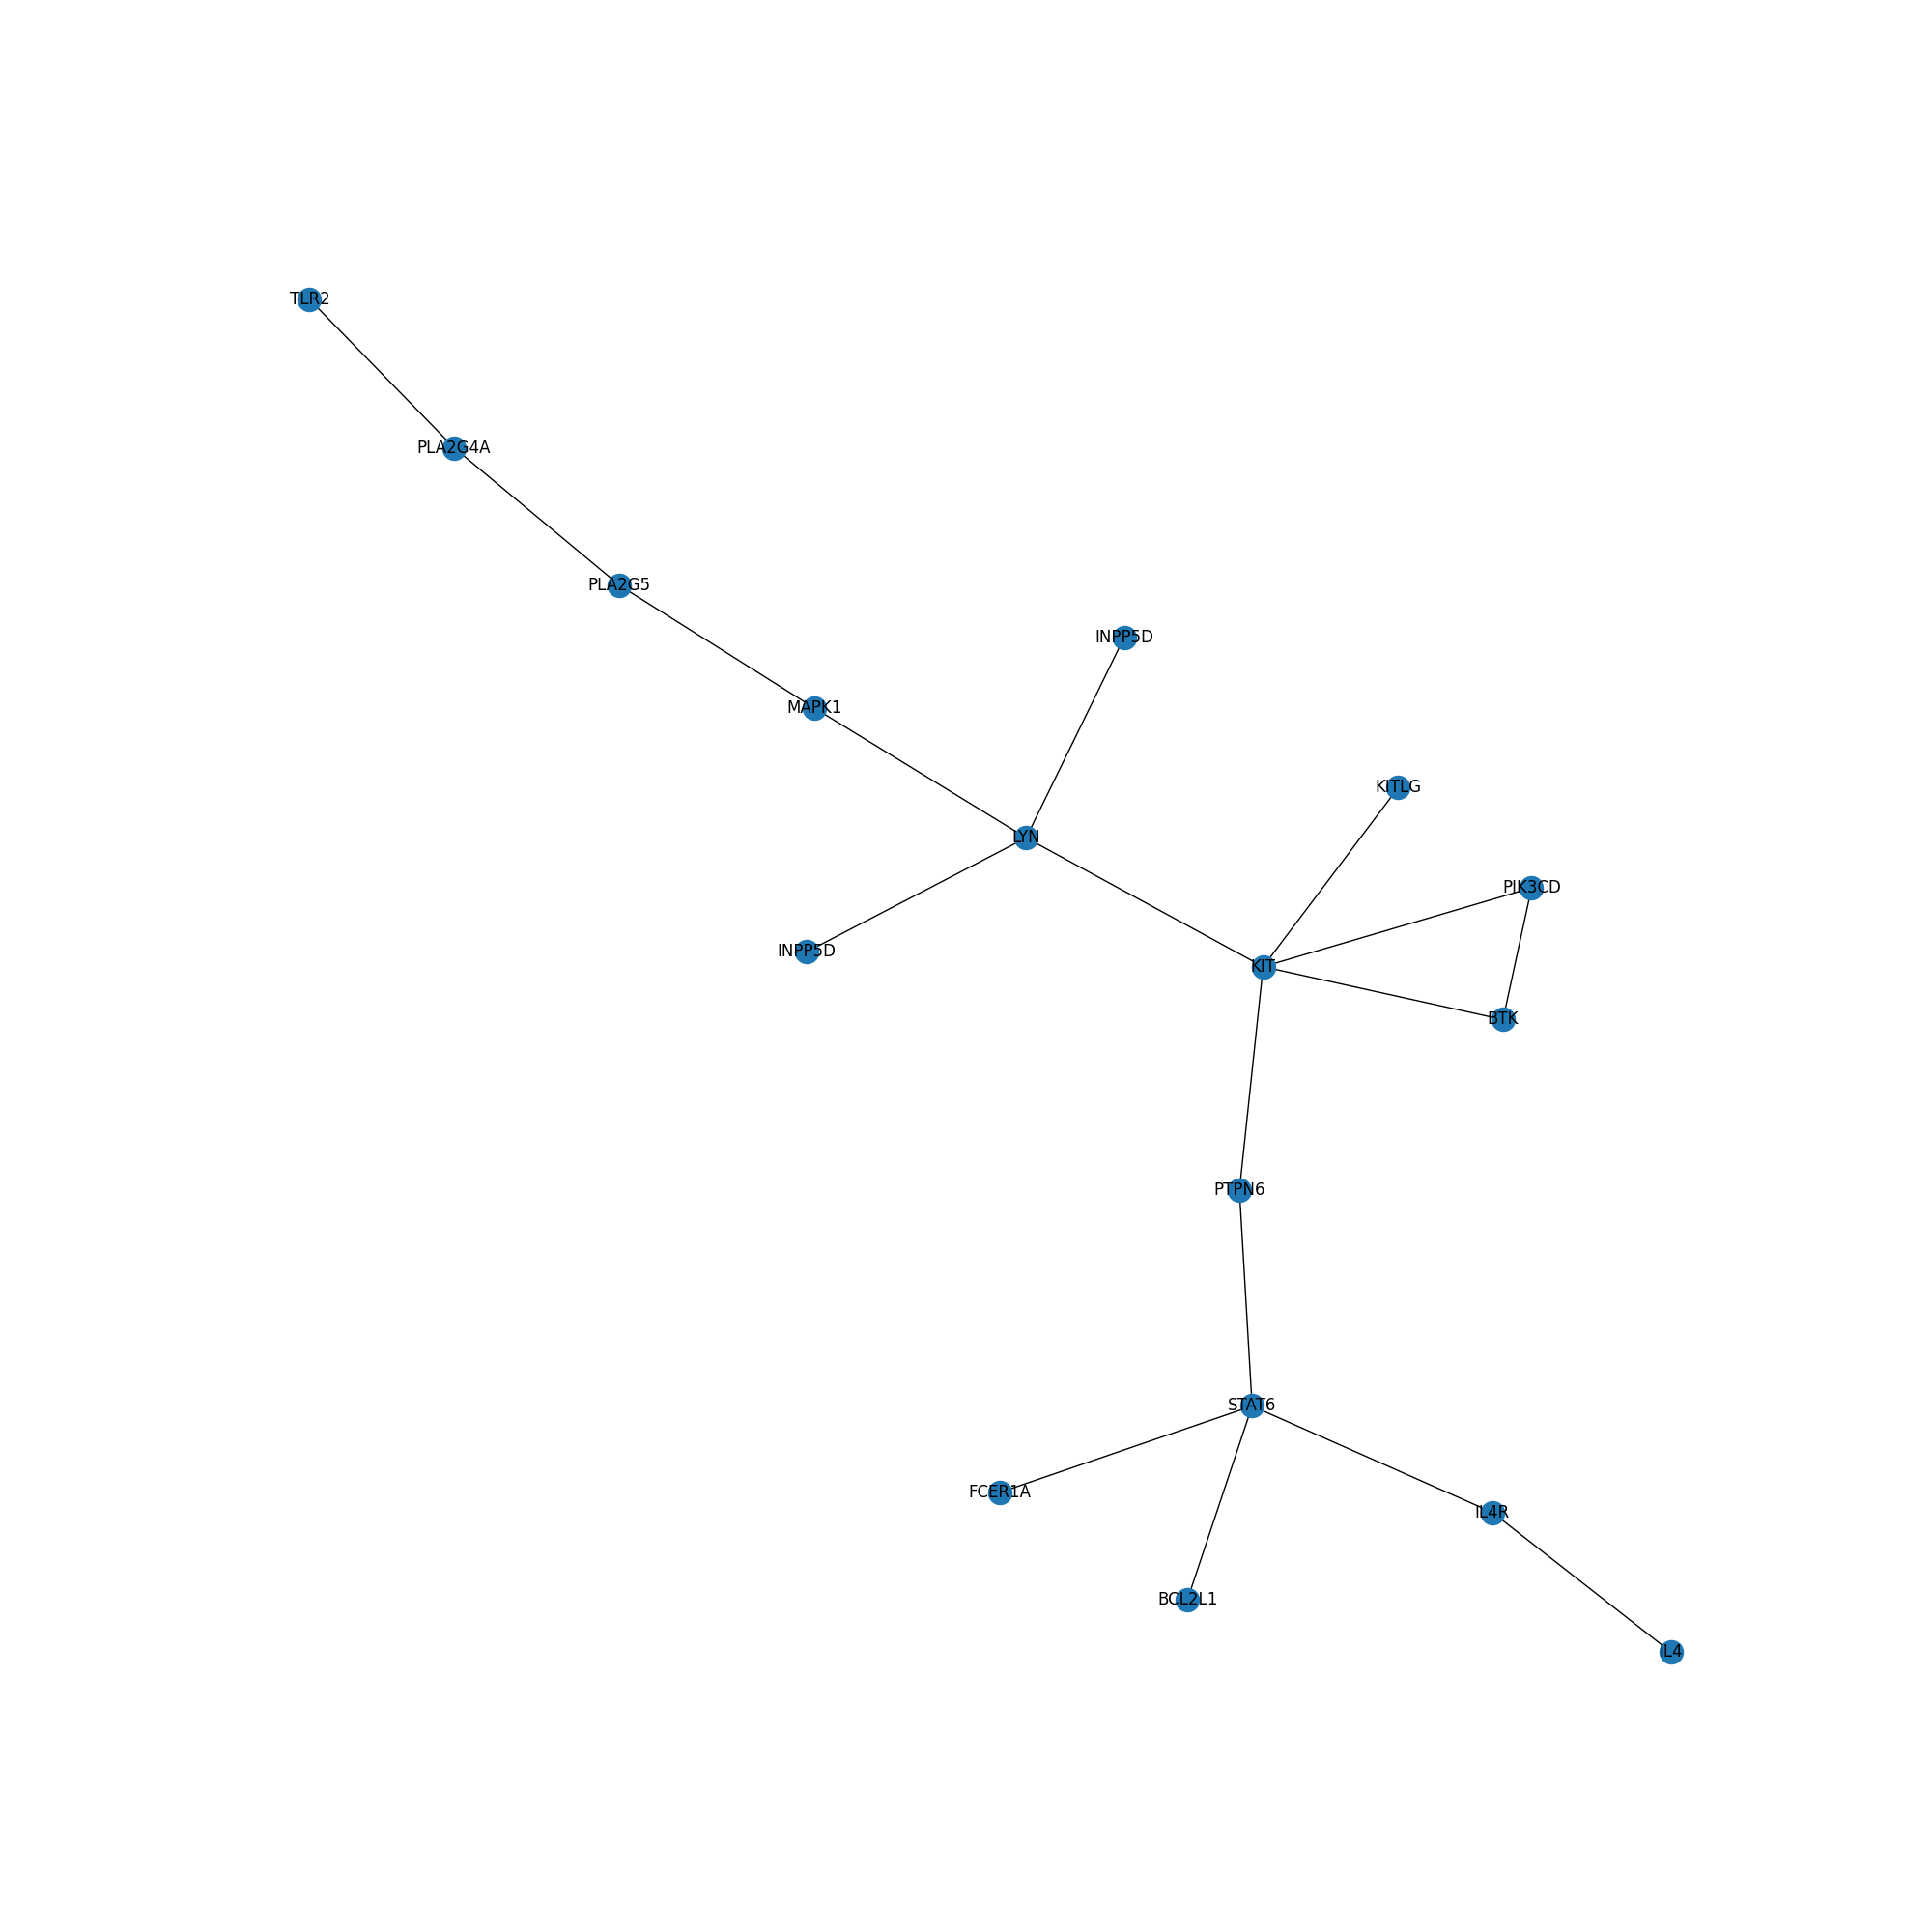 TLR2
PLA2G4A
PLA2G5
INPP5D
MAPK1
KITLG
LYN
PIK3CD
INPP5D
KIT
BTK
PTPN6
STAT6
FCER1A
IL4R
BCL2L1
IL4